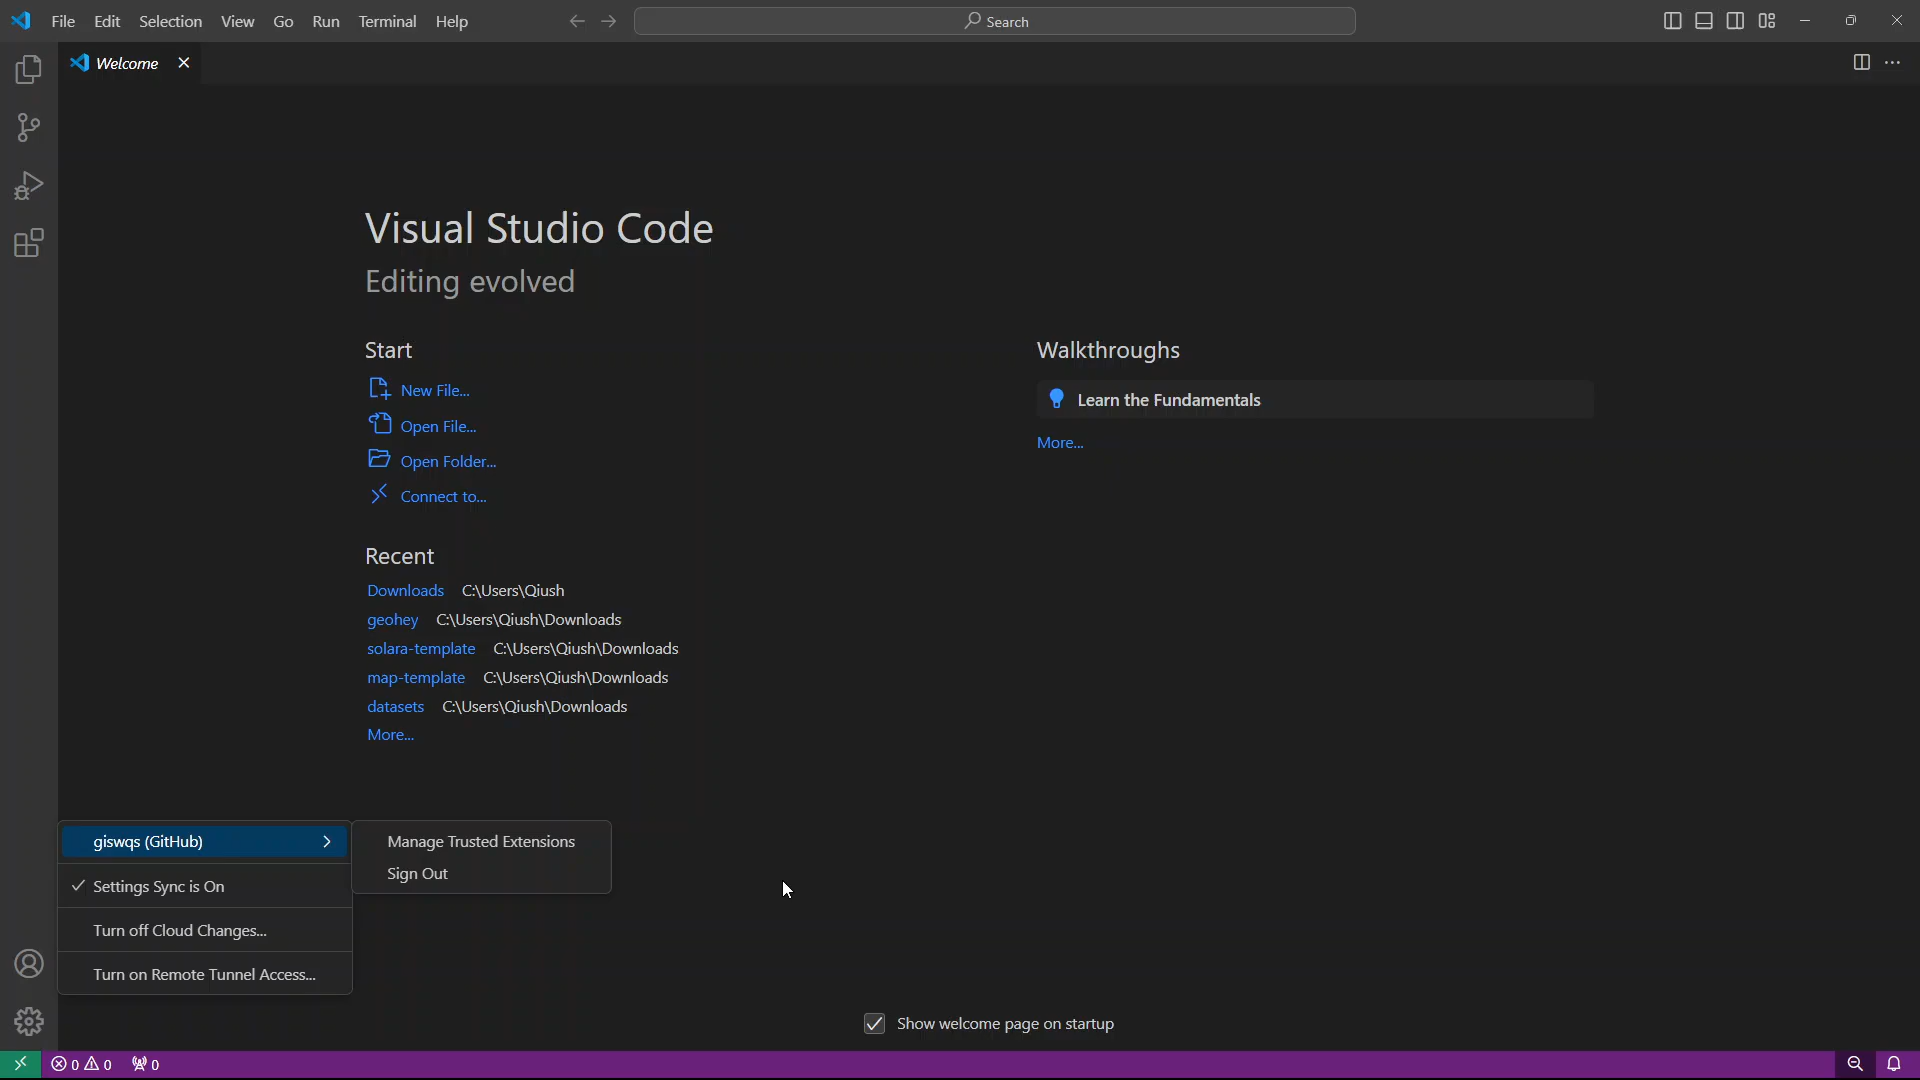 File Edit Selection View Go Run Terminal Help
Search
Welcome
Visual Studio Code
Editing evolved
Start
New File...
Open File...
Open Folder...
Connect to...
Recent
Downloads C:\Users\Qiush
geohey C:\Users\Qiush\Downloads
solara-template C:\Users\Qiush\Downloads
map-template C:\Users\Qiush\Downloads
datasets C:\Users\Qiush\Downloads
More...
Walkthroughs
Learn the Fundamentals
More...
giswqs (GitHub)
Settings Sync is On
Turn off Cloud Changes...
Turn on Remote Tunnel Access...
Manage Trusted Extensions
Sign Out
Show welcome page on startup
0 0 0